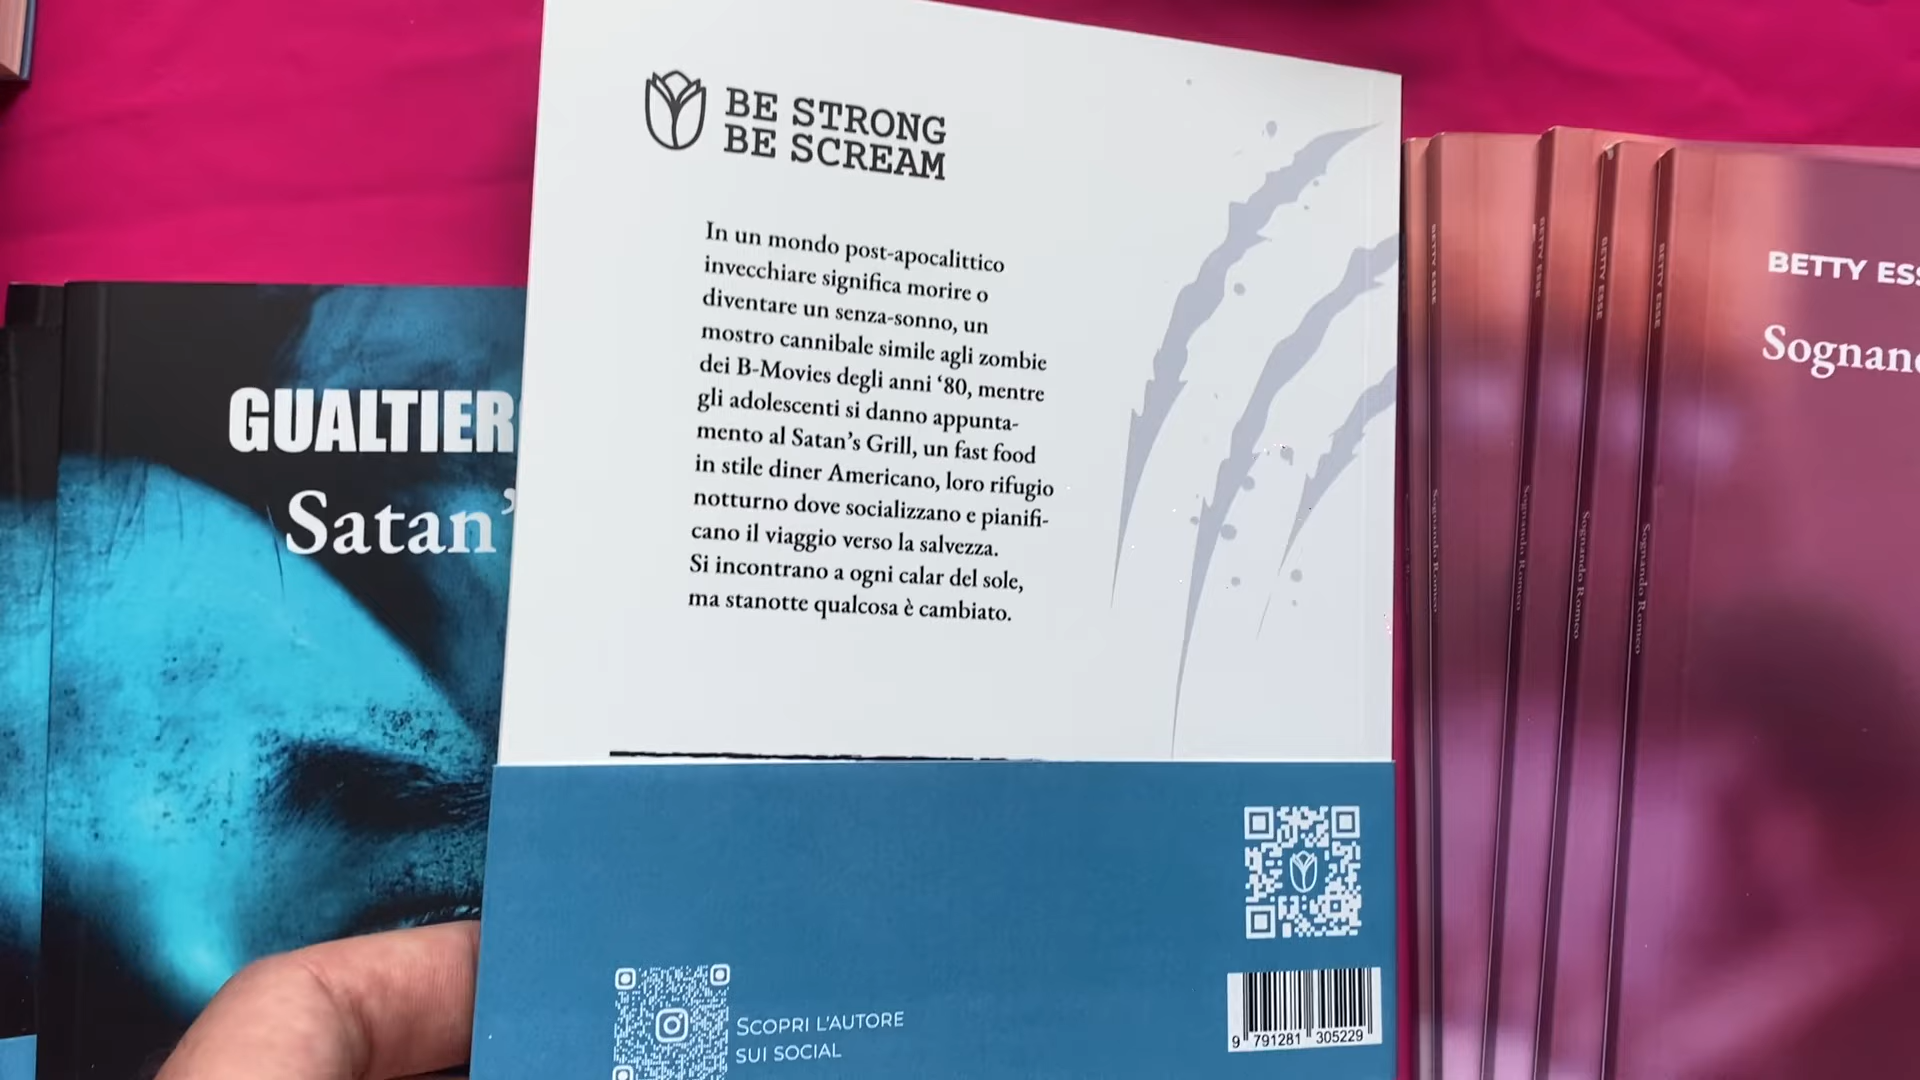 BE STRONG
BE SCREAM
In un mondo post-apocalittico
invecchiare significa morire o
diventare un senza-sonno, un
mostro cannibale simile agli zombie
dei B-Movies degli anni ‘80, mentre
gli adolescenti si danno appunta-
mento al Satan’s Grill, un fast food
in stile diner Americano, loro rifugio
notturno dove socializzano e pianifi-
cano il viaggio verso la salvezza.
Si incontrano a ogni calar del sole,
ma stanotte qualcosa è cambiato.
SCOPRI L'AUTORE
SUI SOCIAL
9 791281 305229
GUALTIER
Satan’
BETTY ESSE
Sognando Romeo
BETTY ESSE
Sognando Romeo
BETTY ESSE
Sognando Romeo
BETTY ESSE
Sognando Romeo
BETTY ESS
Sognand